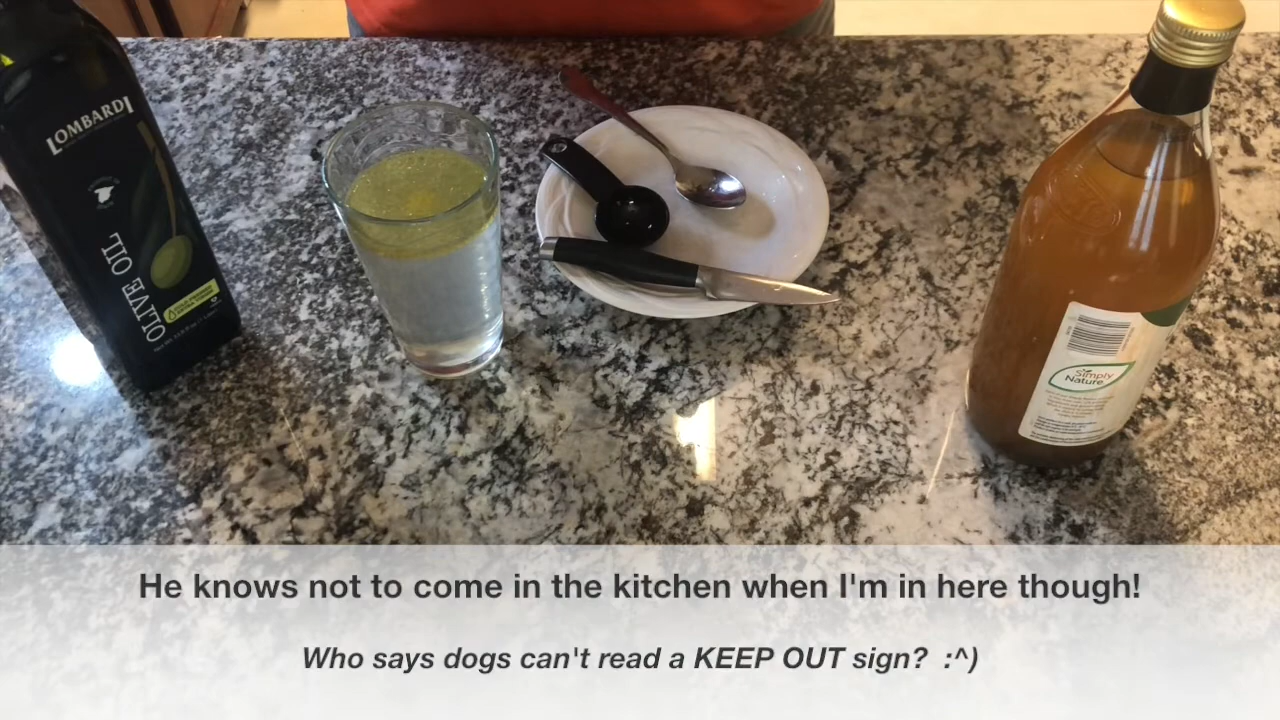 LOMBARDI
OLIVE OIL
Simply
Nature
He knows not to come in the kitchen when I'm in here though!
Who says dogs can't read a KEEP OUT sign? :^)